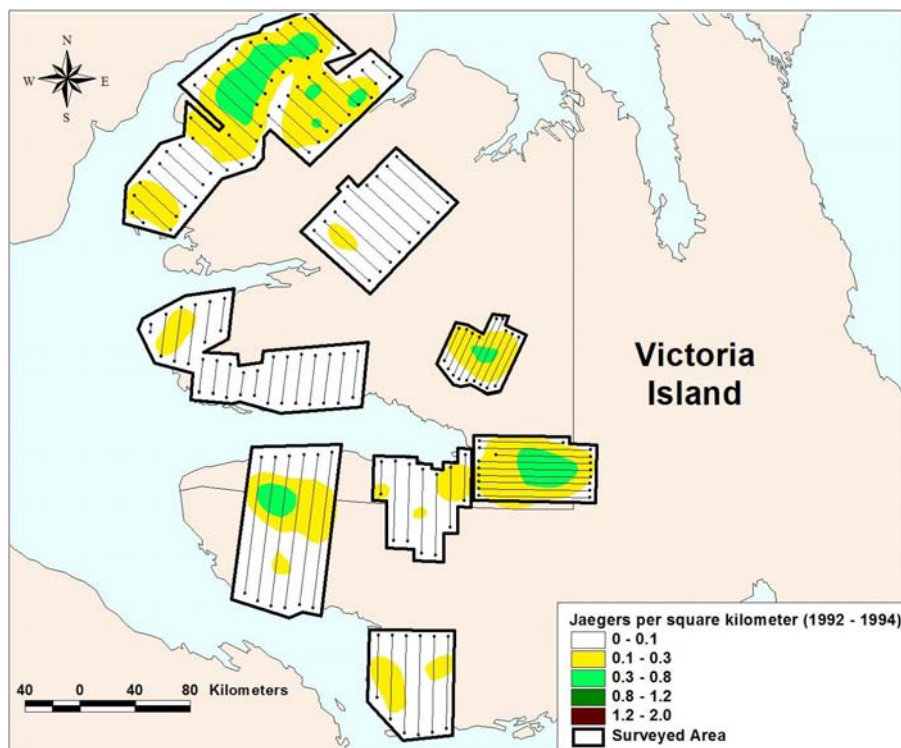 N
W E
S
Victoria
Island
Jaegers per square kilometer (1992 - 1994)
0 - 0.1
0.1 - 0.3
0.3 - 0.8
0.8 - 1.2
1.2 - 2.0
Surveyed Area
40 0 40 80 Kilometers